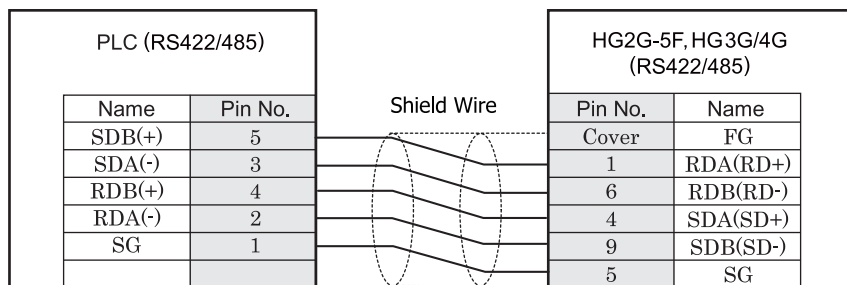 PLC (RS422/485)
HG2G-5F, HG3G/4G
(RS422/485)
Shield Wire
Name Pin No.
SDB(+) 5
SDA(-) 3
RDB(+) 4
RDA(-) 2
SG 1
Pin No. Name
Cover FG
1 RDA(RD+)
6 RDB(RD-)
4 SDA(SD+)
9 SDB(SD-)
5 SG